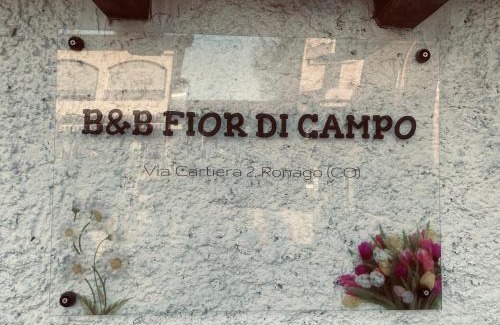 B&B FIOR DI CAMPO
Via Cartiera 2, Ronago (CO)